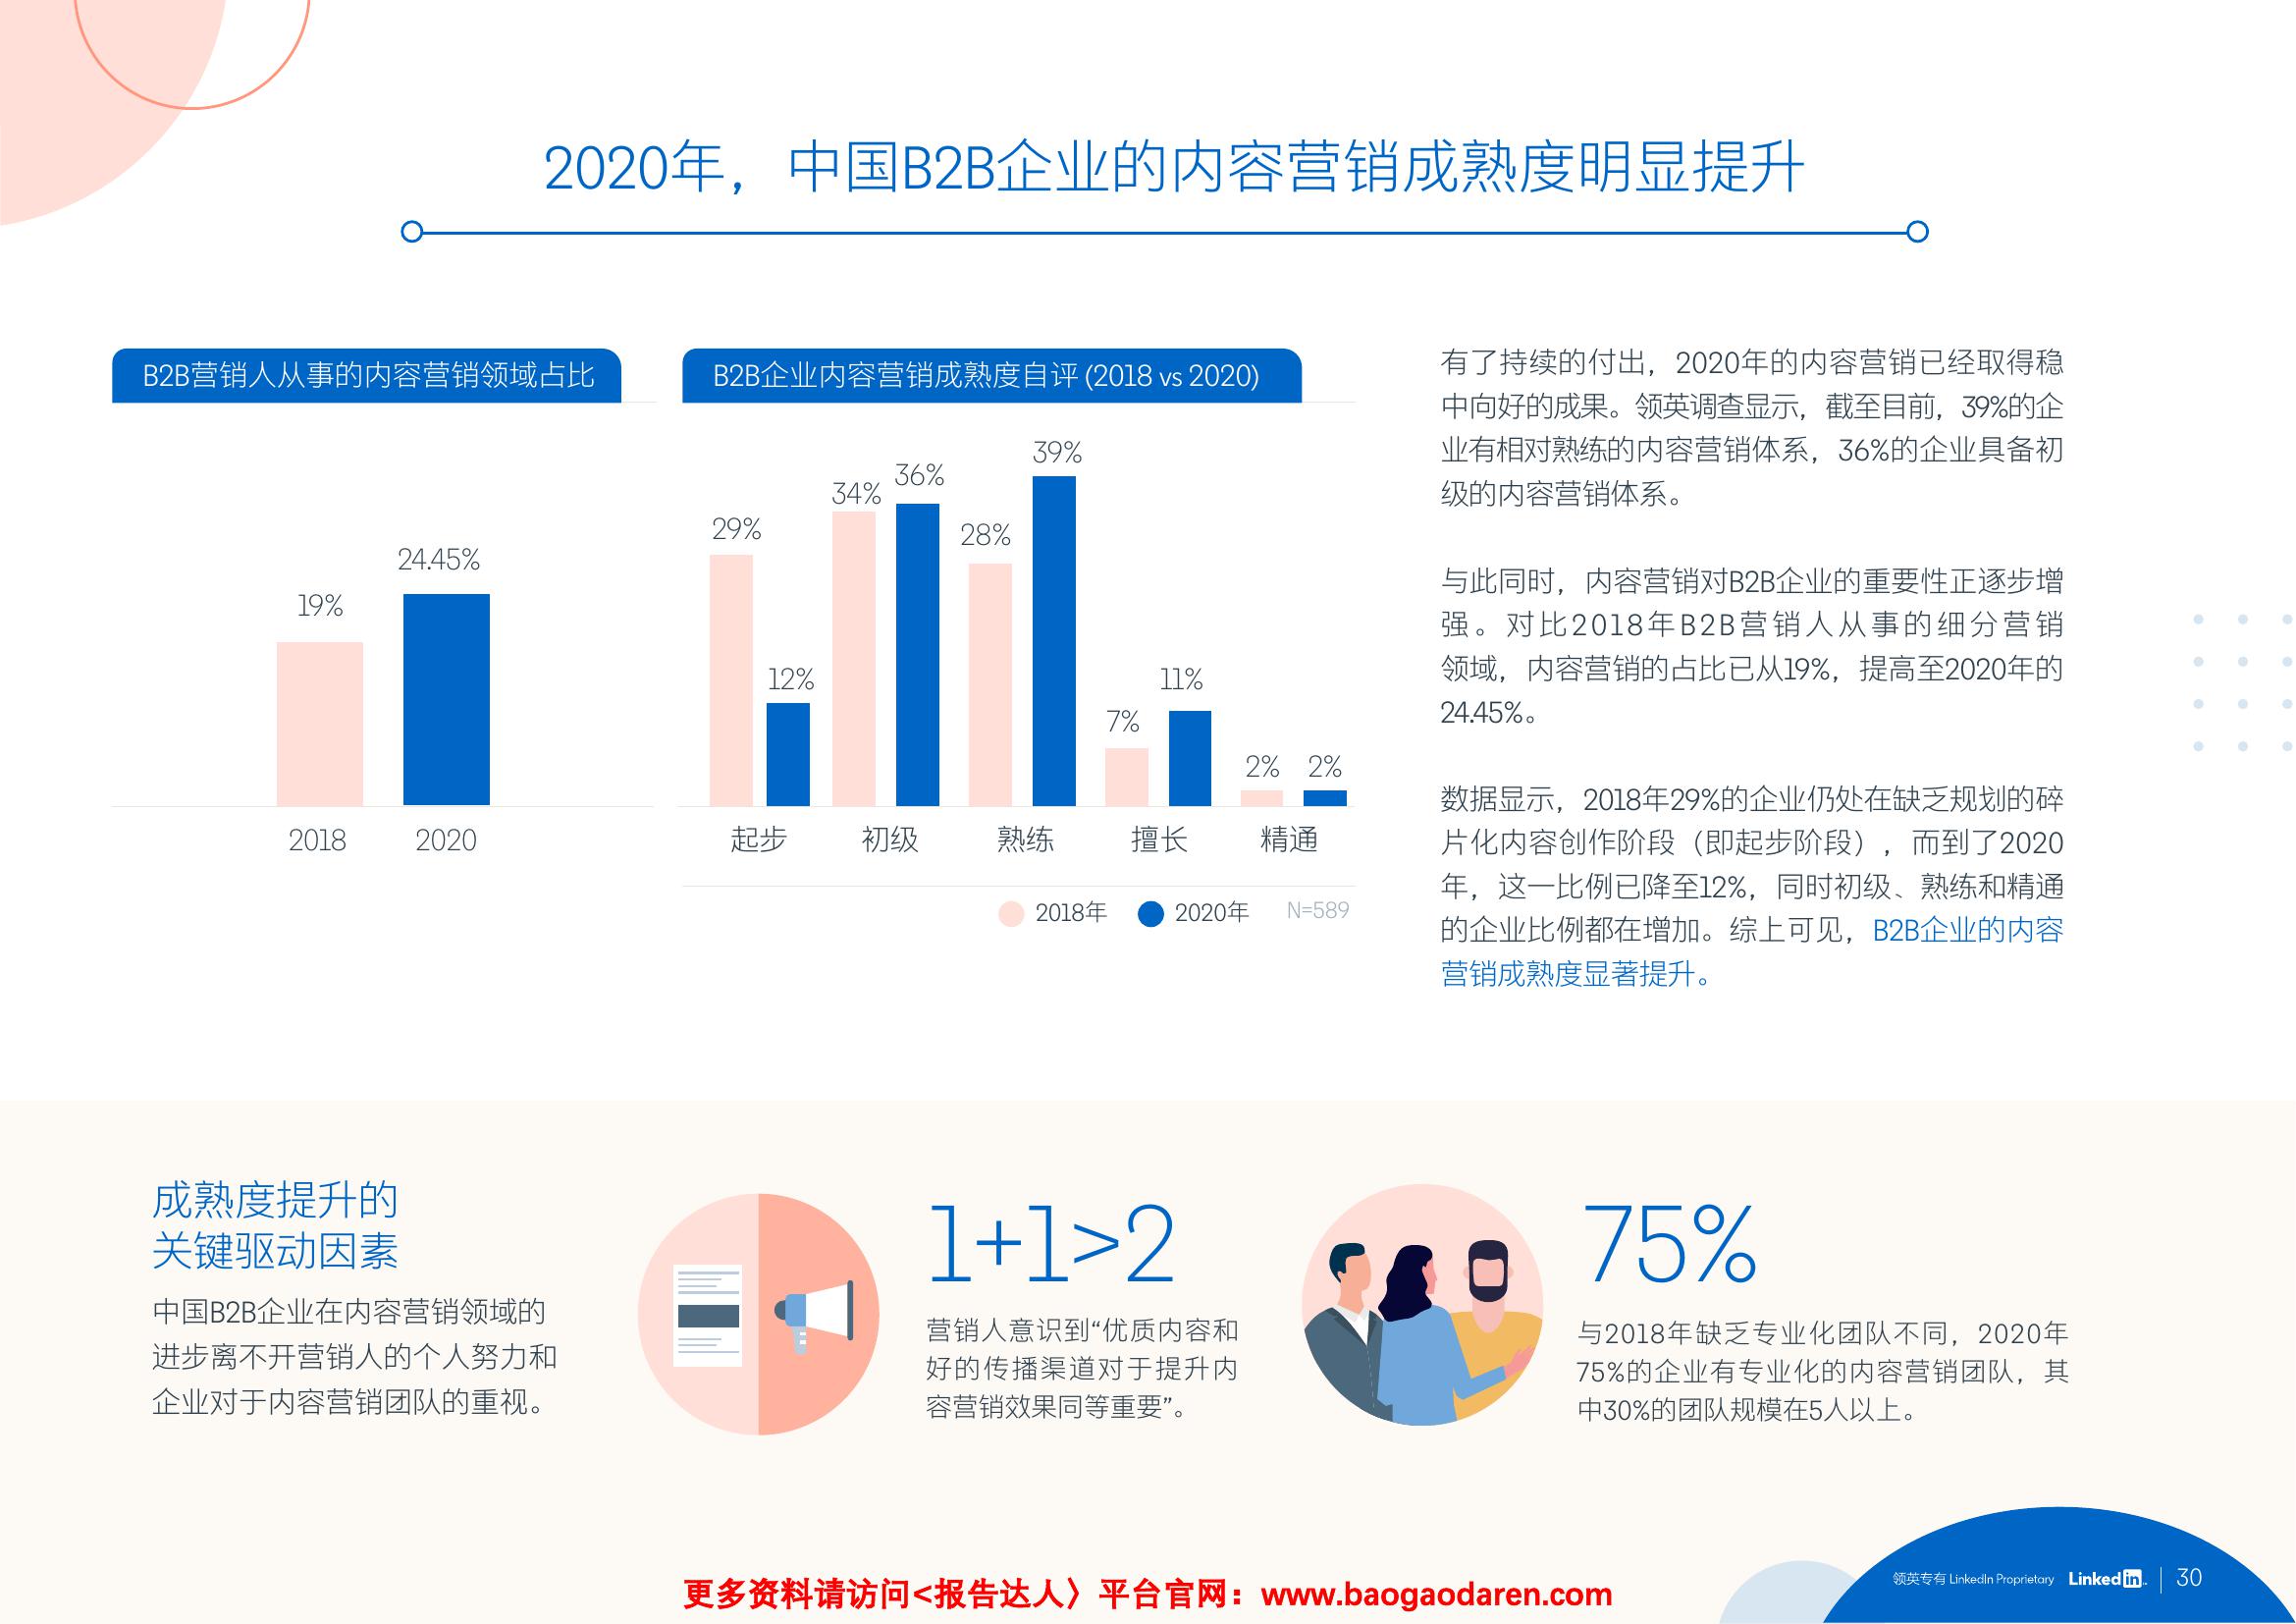 2020年，中国B2B企业的内容营销成熟度明显提升
B2B营销人从事的内容营销领域占比
19%
24.45%
2018
2020
B2B企业内容营销成熟度自评 (2018 vs 2020)
29%
12%
34%
36%
28%
39%
7%
11%
2%
2%
起步
初级
熟练
擅长
精通
2018年
2020年
N=589
有了持续的付出，2020年的内容营销已经取得稳
中向好的成果。领英调查显示，截至目前，39%的企
业有相对熟练的内容营销体系，36%的企业具备初
级的内容营销体系。
与此同时，内容营销对B2B企业的重要性正逐步增
强。对比2018年B2B营销人从事的细分营销
领域，内容营销的占比已从19%，提高至2020年的
24.45%。
数据显示，2018年29%的企业仍处在缺乏规划的碎
片化内容创作阶段（即起步阶段），而到了2020
年，这一比例已降至12%，同时初级、熟练和精通
的企业比例都在增加。综上可见，B2B企业的内容
营销成熟度显著提升。
成熟度提升的
关键驱动因素
中国B2B企业在内容营销领域的
进步离不开营销人的个人努力和
企业对于内容营销团队的重视。
1+1>2
营销人意识到“优质内容和
好的传播渠道对于提升内
容营销效果同等重要”。
75%
与2018年缺乏专业化团队不同，2020年
75%的企业有专业化的内容营销团队，其
中30%的团队规模在5人以上。
领英专有 LinkedIn Proprietary LinkedIn 30
更多资料请访问<报告达人〉平台官网：www.baogaodaren.com